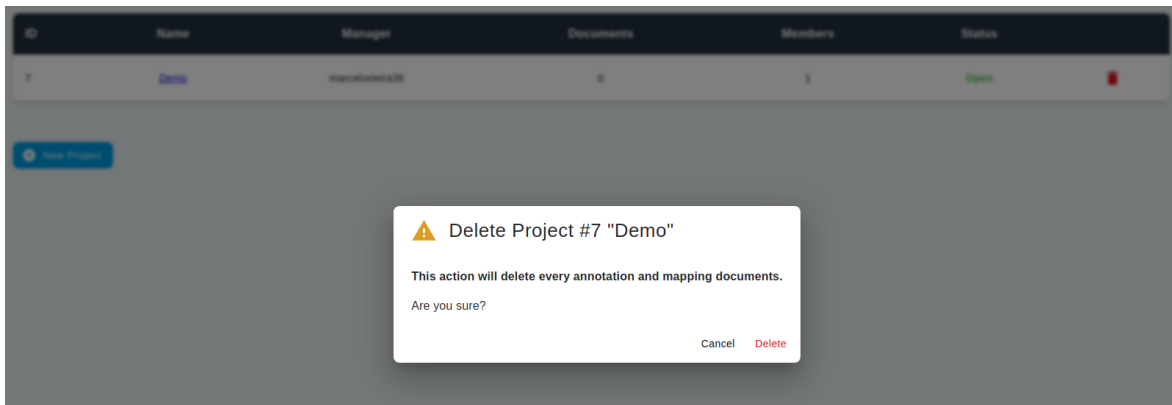 ID Name Manager Documents Members Status
7 Demo marcelovieira39 0 1 Open
New Project
Delete Project #7 "Demo"
This action will delete every annotation and mapping documents.
Are you sure?
Cancel Delete